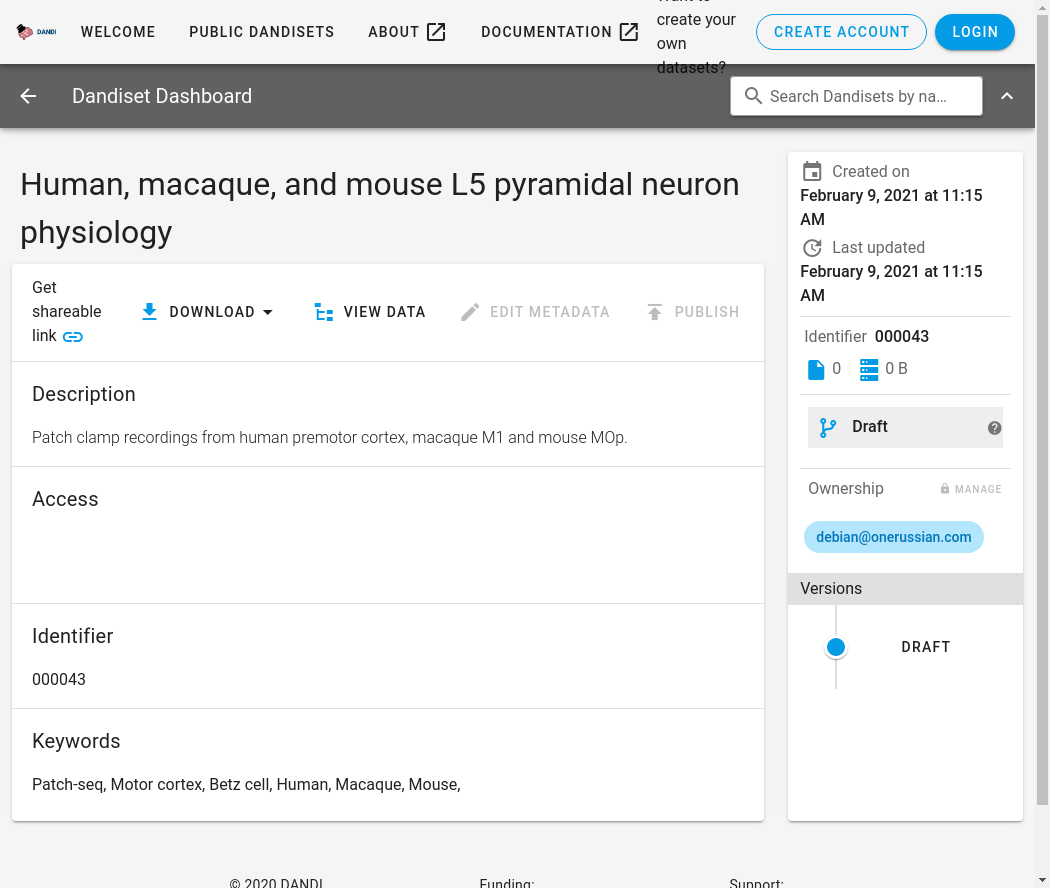 DANDI
WELCOME
PUBLIC DANDISETS
ABOUT
DOCUMENTATION
create your
own
datasets?
CREATE ACCOUNT
LOGIN
Dandiset Dashboard
Search Dandisets by na...
Human, macaque, and mouse L5 pyramidal neuron
physiology
Get
shareable
link
DOWNLOAD
VIEW DATA
EDIT METADATA
PUBLISH
Description
Patch clamp recordings from human premotor cortex, macaque M1 and mouse MOp.
Access
Identifier
000043
Keywords
Patch-seq, Motor cortex, Betz cell, Human, Macaque, Mouse,
Created on
February 9, 2021 at 11:15
AM
Last updated
February 9, 2021 at 11:15
AM
Identifier 000043
0
0 B
Draft
Ownership
MANAGE
debian@onerussian.com
Versions
DRAFT
© 2020 DANDI
Funding:
Support: